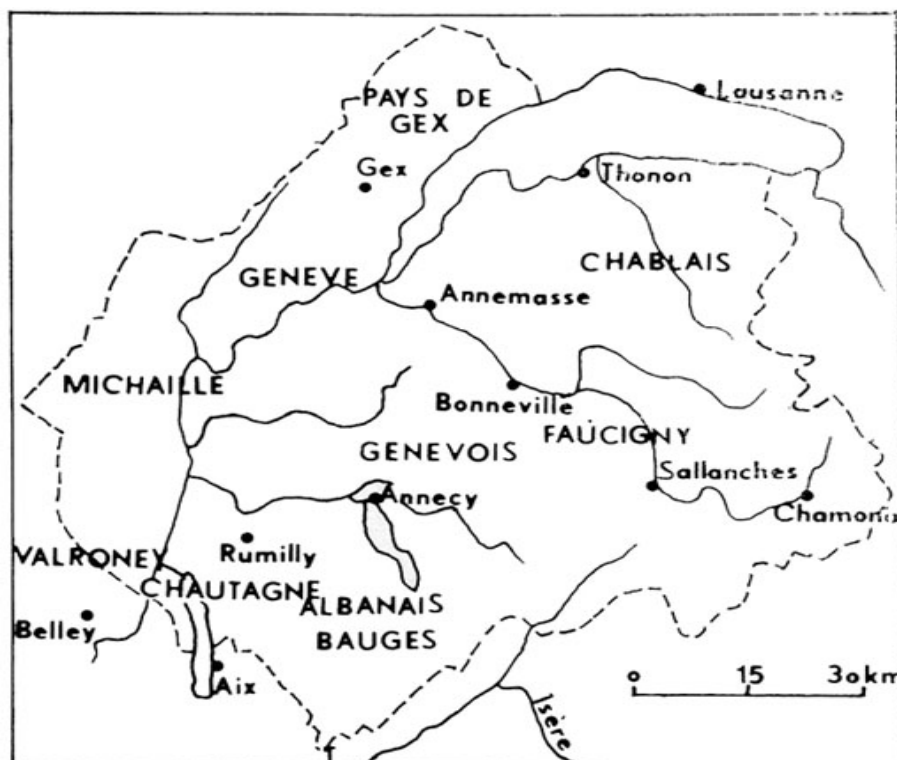 Lausanne
PAYS DE
GEX
Gex
Thonon
CHABLAIS
GENEVE
Annemasse
MICHAILLE
Bonneville
FAUCIGNY
GENEVOIS
Sallanches
Annecy
Chamonix
Rumilly
VALRONEY
CHAUTAGNE
ALBANAIS
BAUGES
Belley
Aix
0 15 30km
Isère